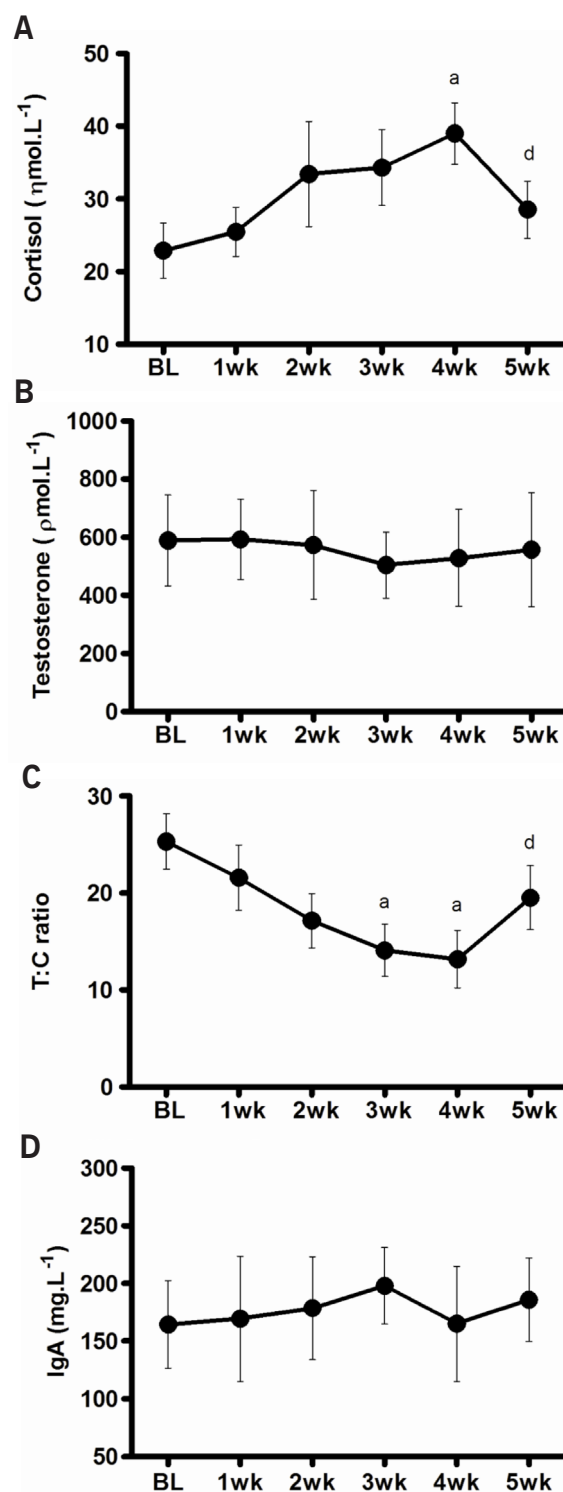 A
Cortisol ( ηmol.L⁻¹)
50
40
30
20
10
a
d
BL 1wk 2wk 3wk 4wk 5wk
B
Testosterone ( ρmol.L⁻¹)
1000
800
600
400
200
0
BL 1wk 2wk 3wk 4wk 5wk
C
T:C ratio
30
20
10
0
a a d
BL 1wk 2wk 3wk 4wk 5wk
D
IgA (mg.L⁻¹)
300
250
200
150
100
50
BL 1wk 2wk 3wk 4wk 5wk